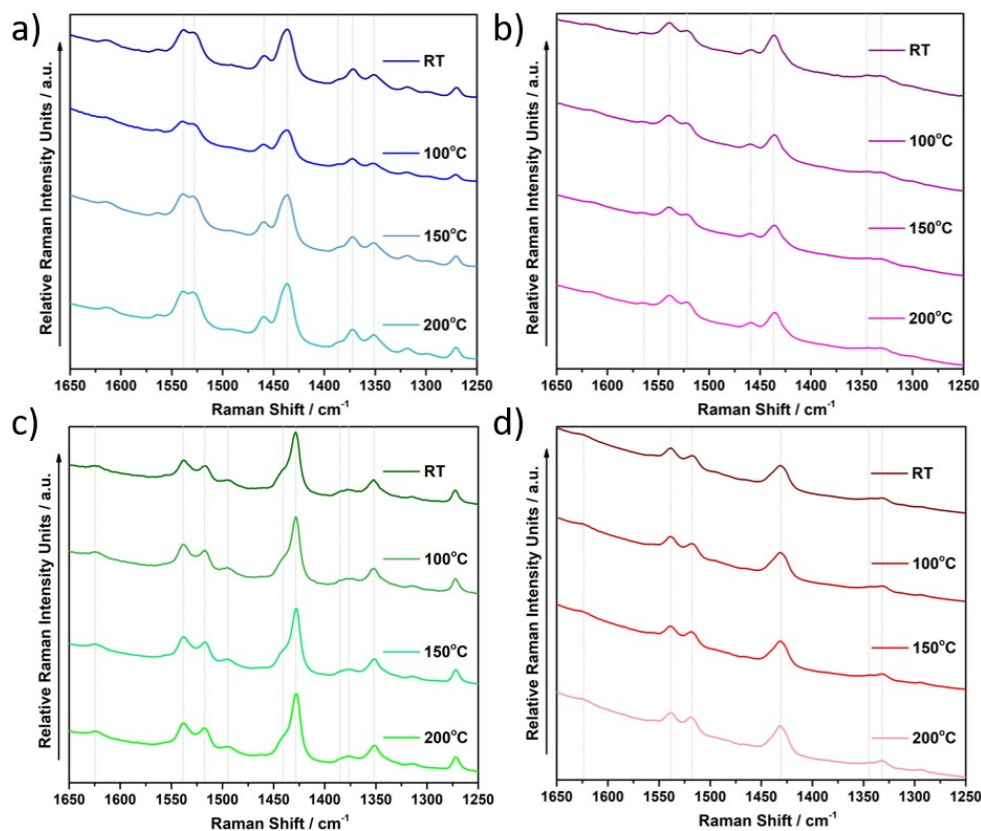 a)
Relative Raman Intensity Units / a.u.
RT
100°C
150°C
200°C
1650 1600 1550 1500 1450 1400 1350 1300 1250
Raman Shift / cm⁻¹
b)
Relative Raman Intensity Units / a.u.
RT
100°C
150°C
200°C
1650 1600 1550 1500 1450 1400 1350 1300 1250
Raman Shift / cm⁻¹
c)
Relative Raman Intensity Units / a.u.
RT
100°C
150°C
200°C
1650 1600 1550 1500 1450 1400 1350 1300 1250
Raman Shift / cm⁻¹
d)
Relative Raman Intensity Units / a.u.
RT
100°C
150°C
200°C
1650 1600 1550 1500 1450 1400 1350 1300 1250
Raman Shift / cm⁻¹